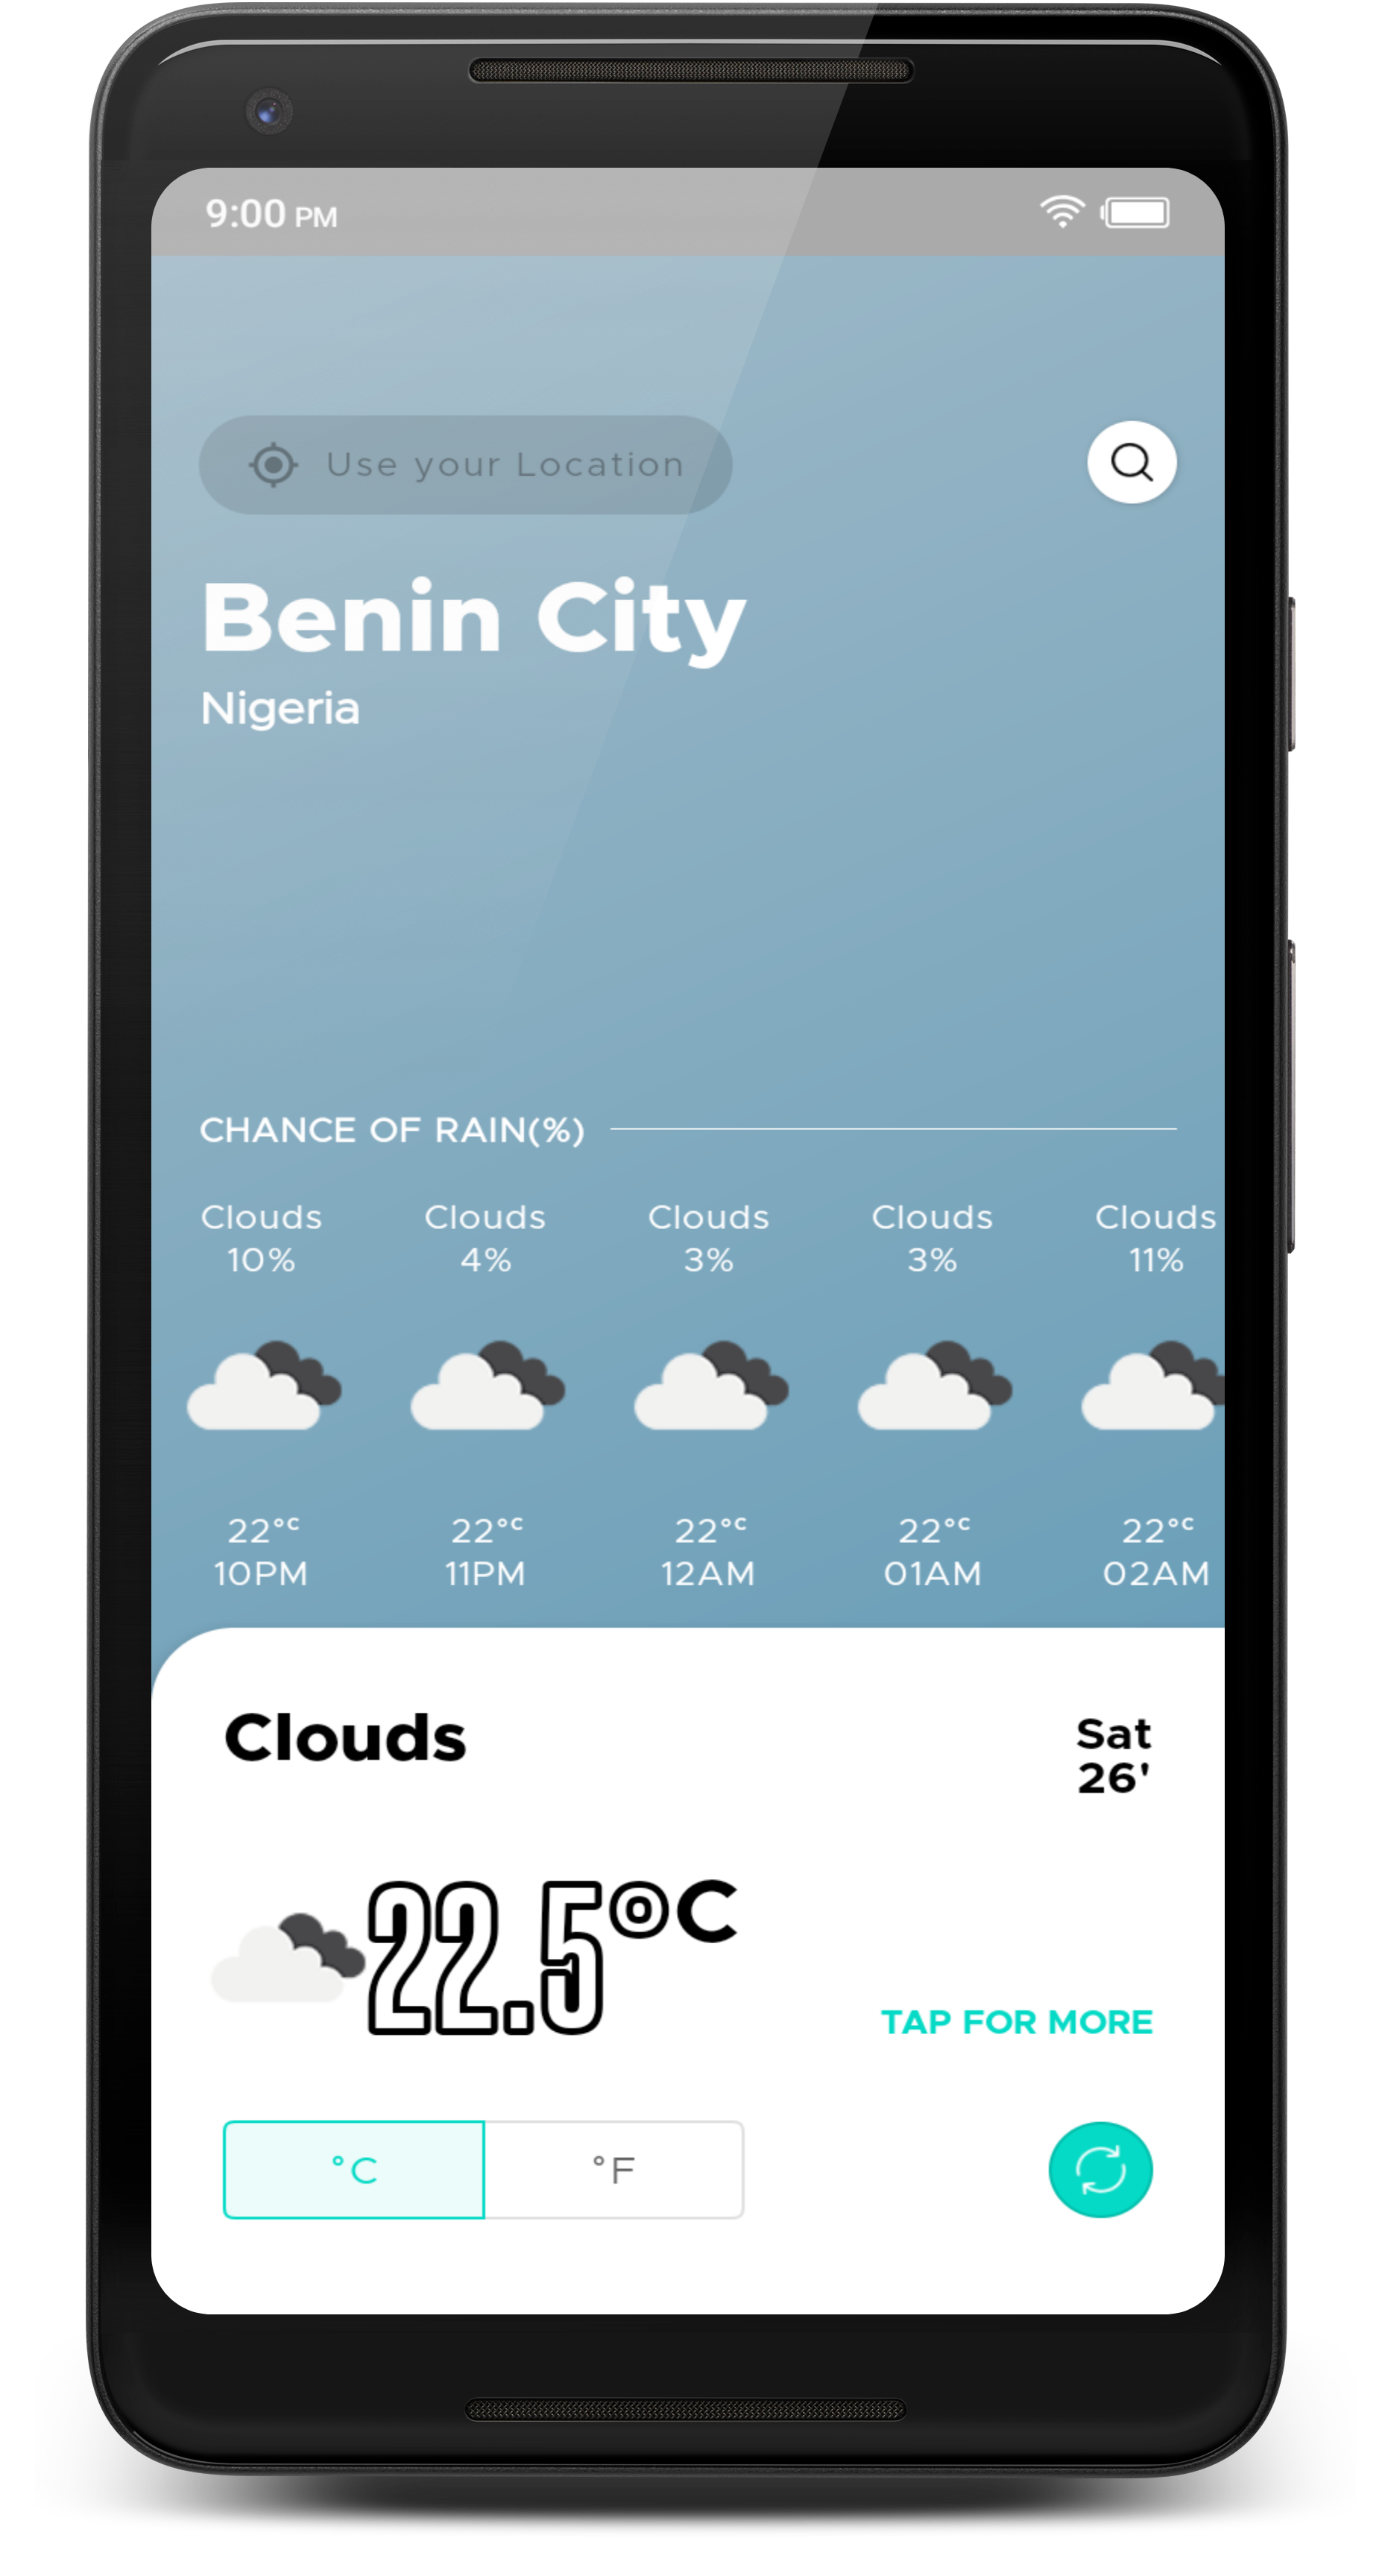 9:00 PM
Use your Location
Benin City
Nigeria
CHANCE OF RAIN(%)
Clouds Clouds Clouds Clouds Clouds
10% 4% 3% 3% 11%
22°c 22°c 22°c 22°c 22°c
10PM 11PM 12AM 01AM 02AM
Clouds
Sat
26'
22.5°C
TAP FOR MORE
°C °F